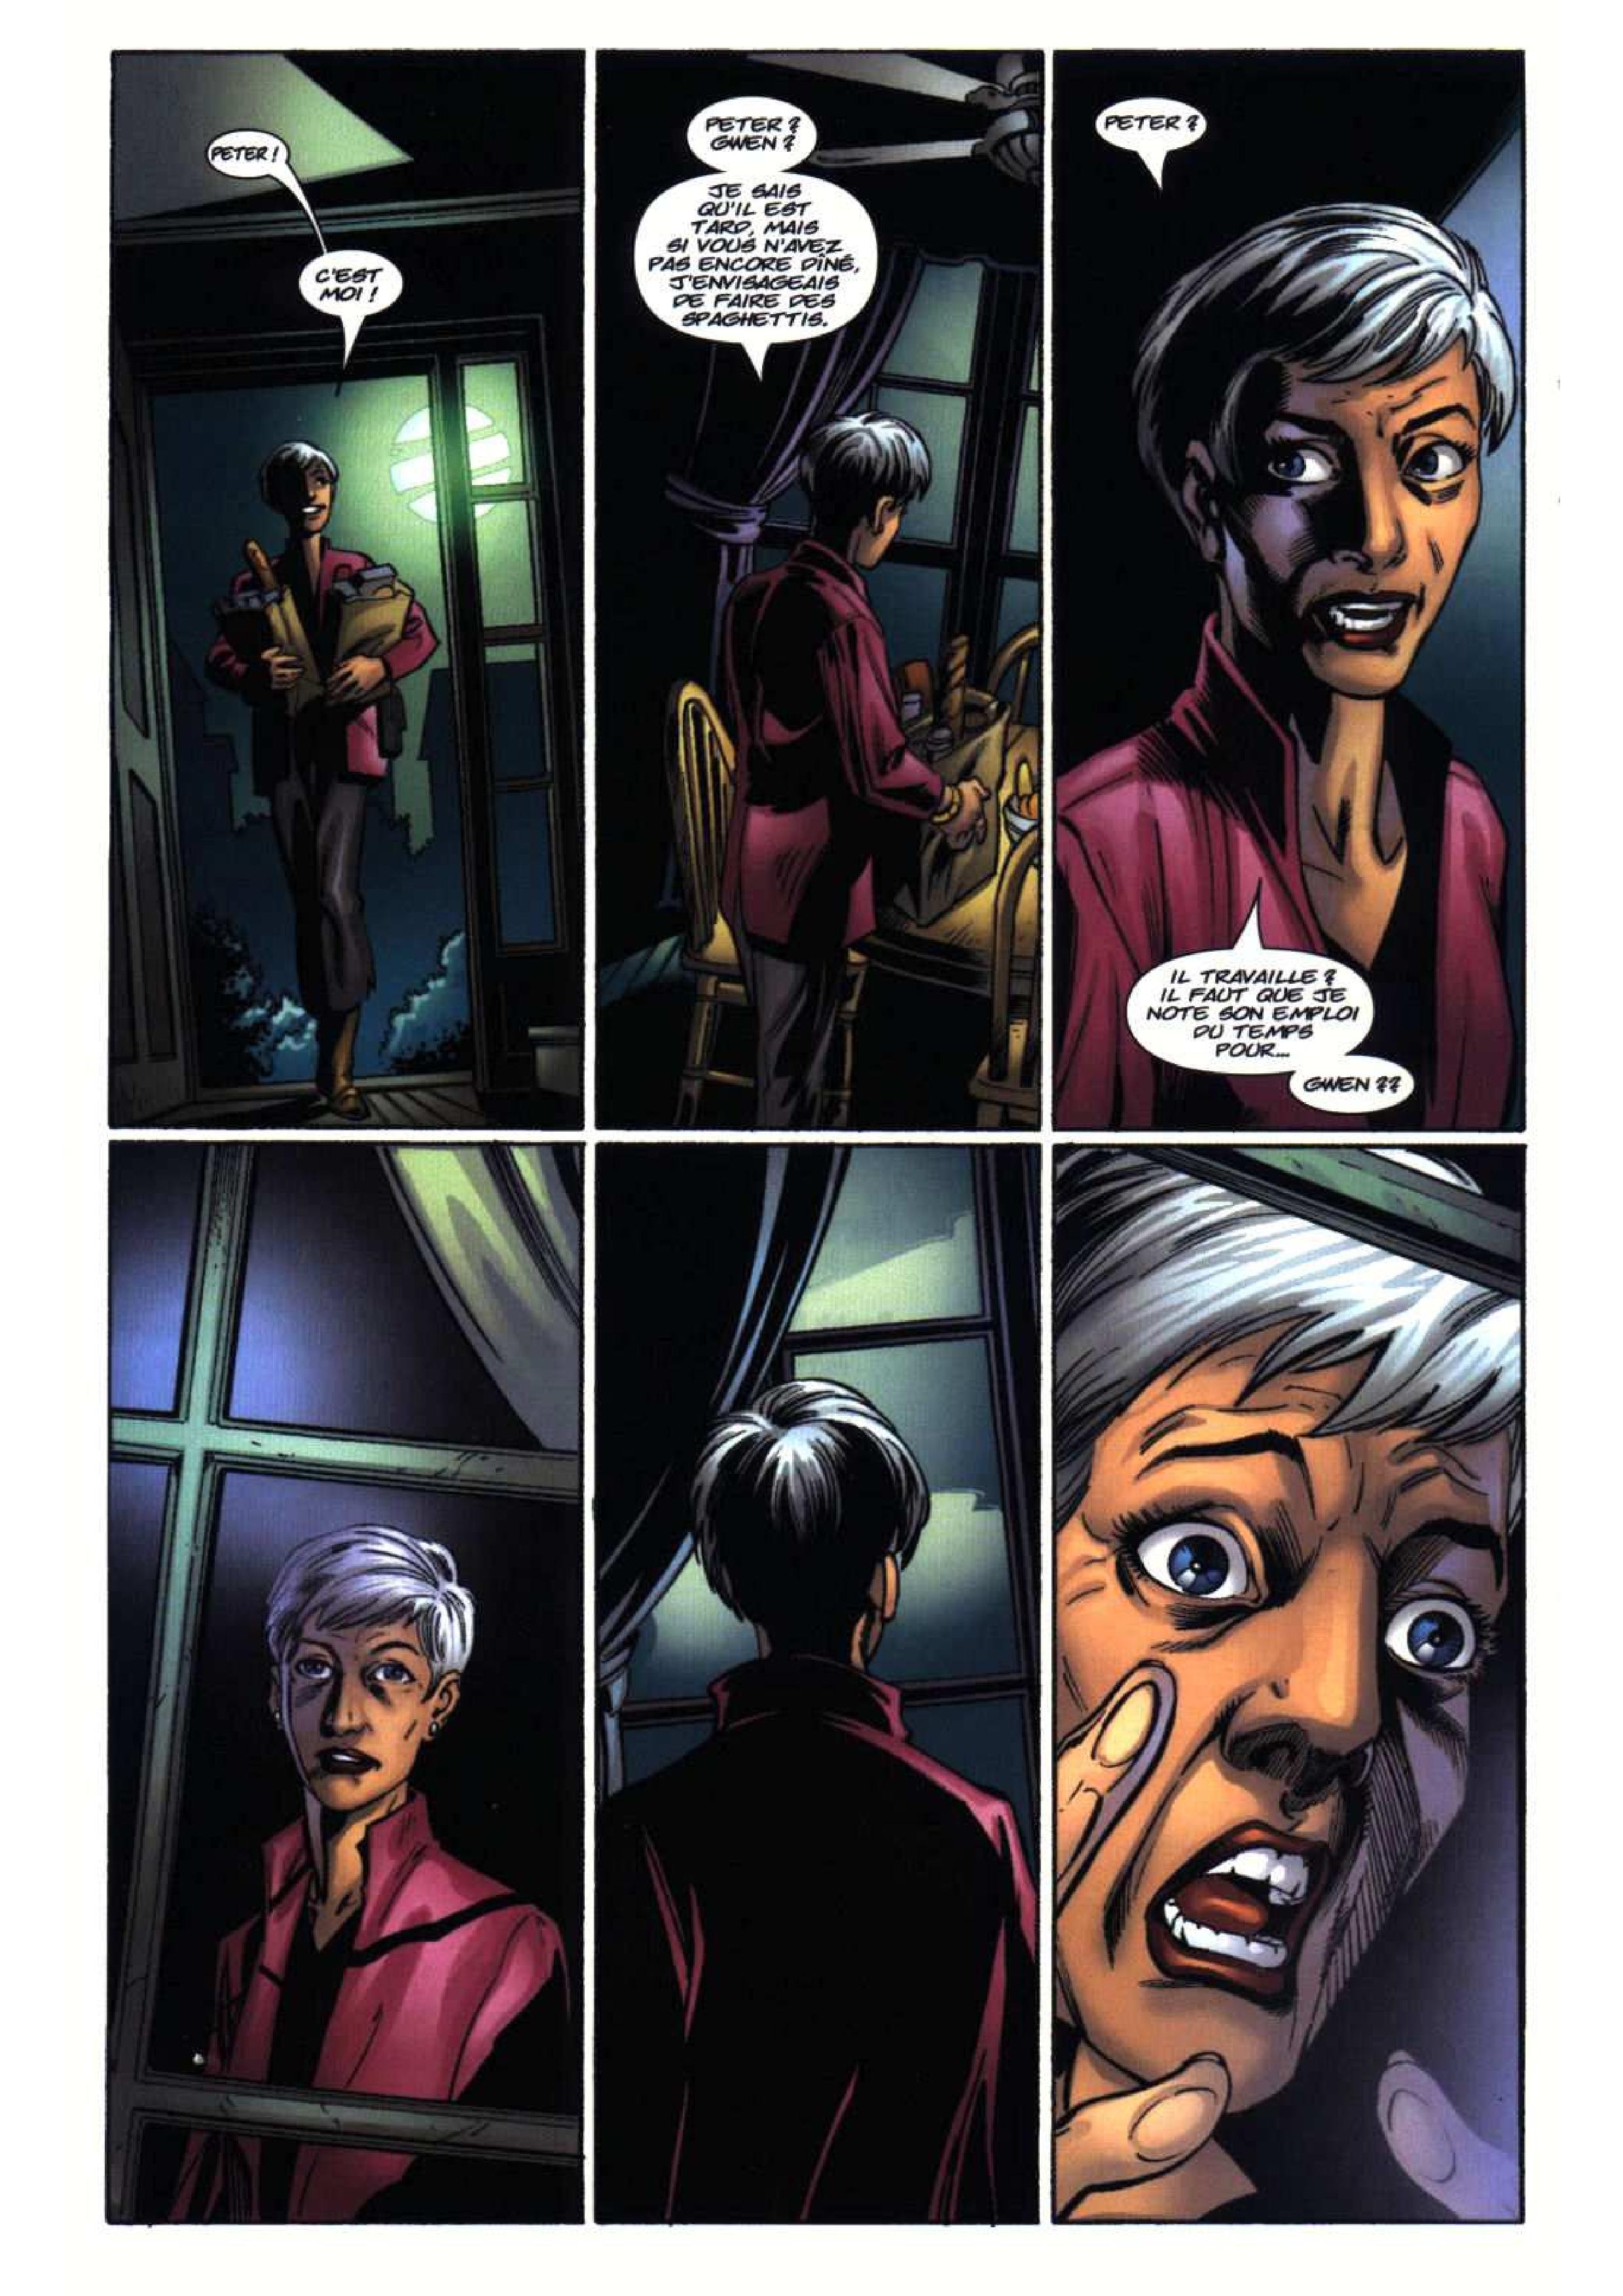 PETER !
C'EST
MOI !
PETER ?
GWEN ?
JE SAIS
QU'IL EST
TARD, MAIS
SI VOUS N'AVEZ
PAS ENCORE DÎNÉ,
J'ENVISAGEAIS
DE FAIRE DES
SPAGHETTIS.
PETER ?
IL TRAVAILLE ?
IL FAUT QUE JE
NOTE SON EMPLOI
DU TEMPS
POUR...
GWEN ??